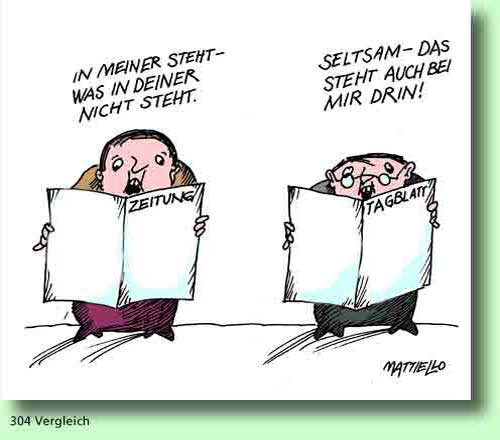 IN MEINER STEHT-
WAS IN DEINER
NICHT STEHT.
SELTSAM- DAS
STEHT AUCH BEI
MIR DRIN!
ZEITUNG
TAGBLATT
MATTIELLO
304 Vergleich